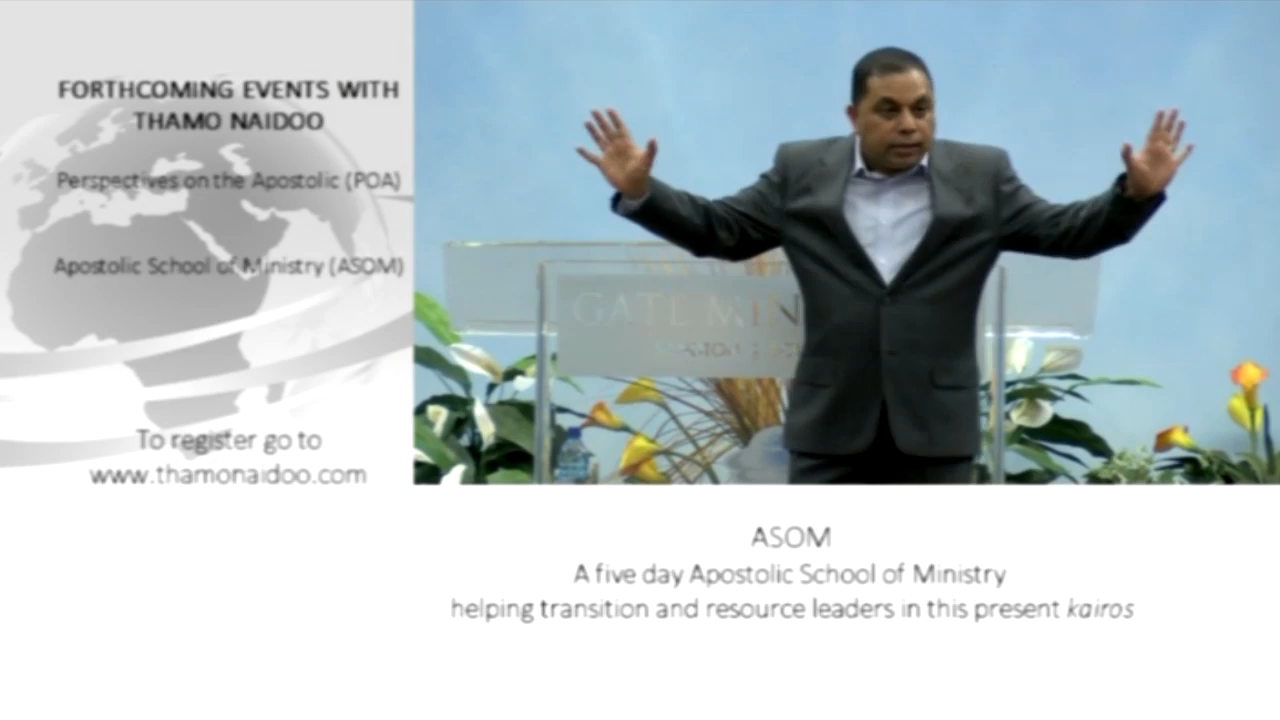 FORTHCOMING EVENTS WITH
THAMO NAIDOO
Perspectives on the Apostolic (POA)
Apostolic School of Ministry (ASOM)
To register go to
www.thamonaidoo.com
GATE MIN
ASOM
A five day Apostolic School of Ministry
helping transition and resource leaders in this present kairos